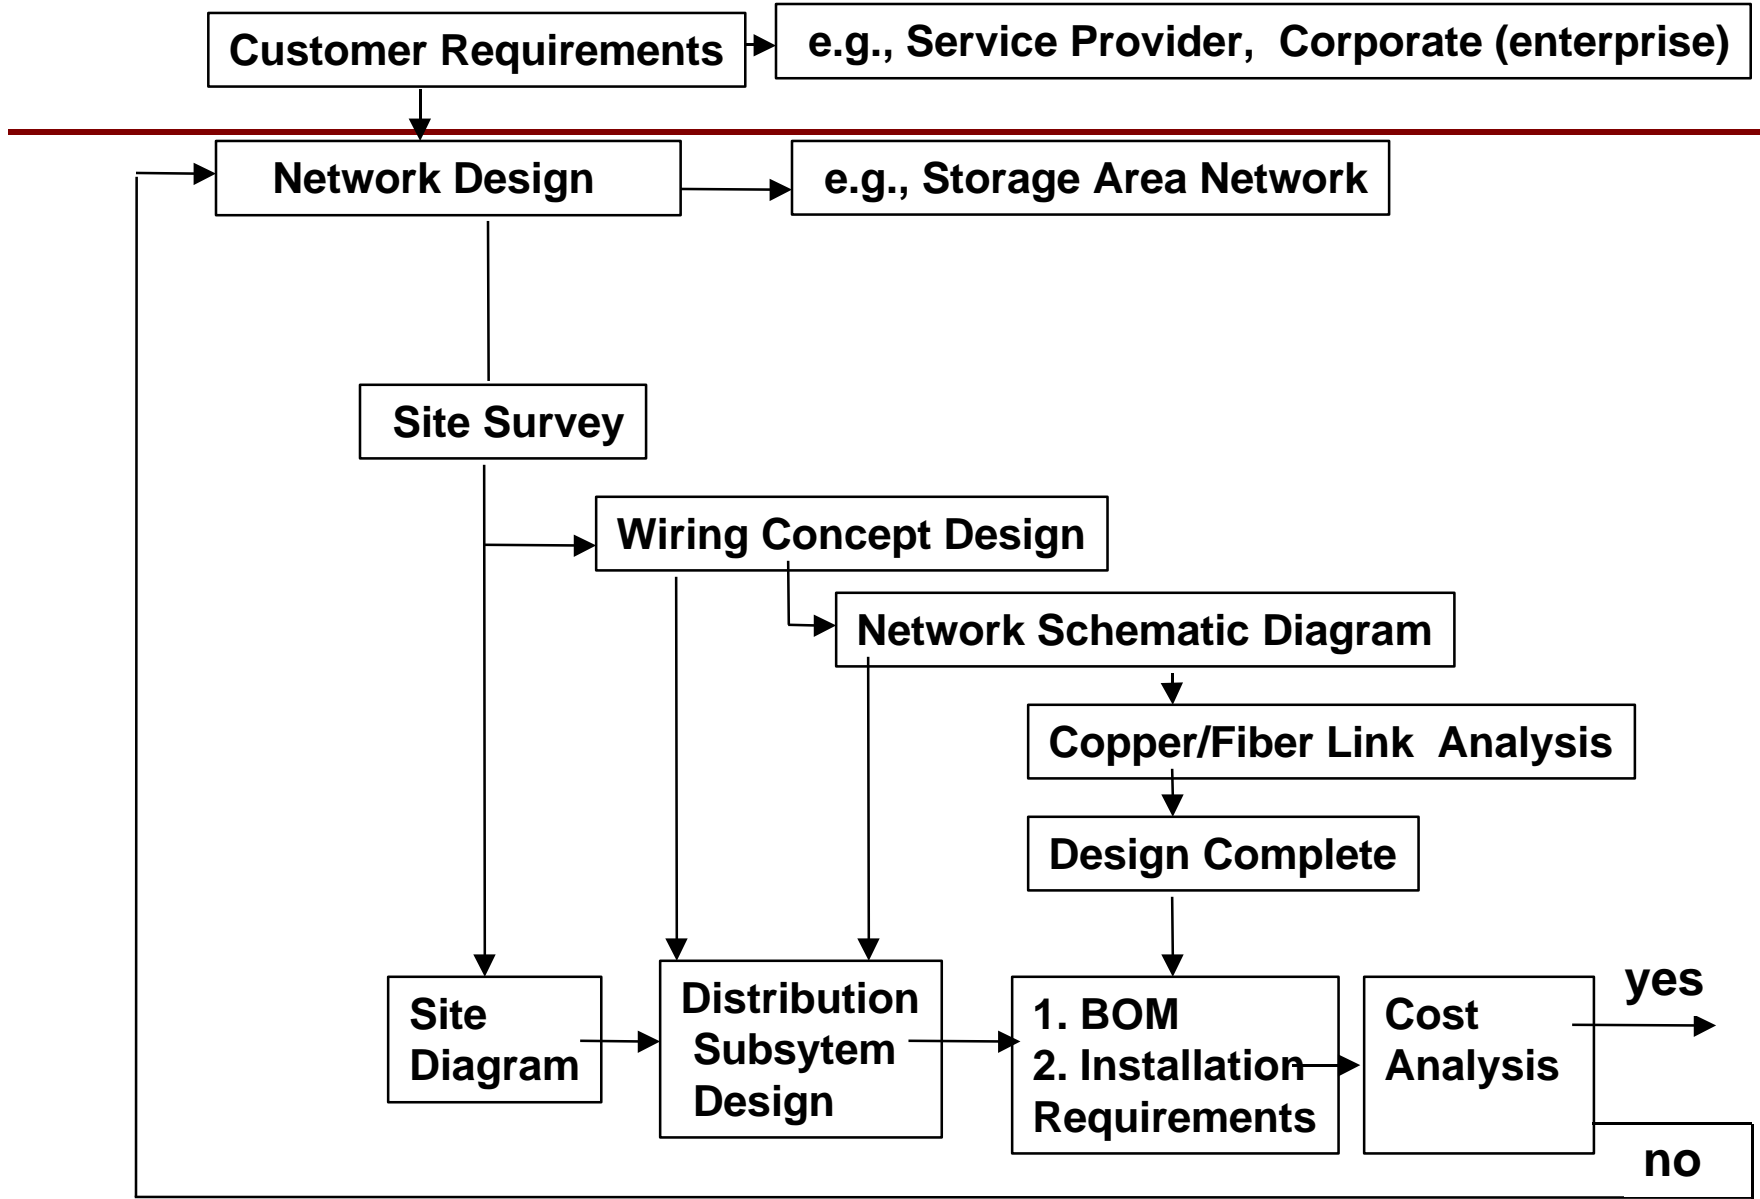 Customer Requirements
e.g., Service Provider, Corporate (enterprise)
Network Design
e.g., Storage Area Network
Site Survey
Wiring Concept Design
Network Schematic Diagram
Copper/Fiber Link Analysis
Design Complete
Site
Diagram
Distribution
Subsytem
Design
1. BOM
2. Installation
Requirements
Cost
Analysis
yes
no